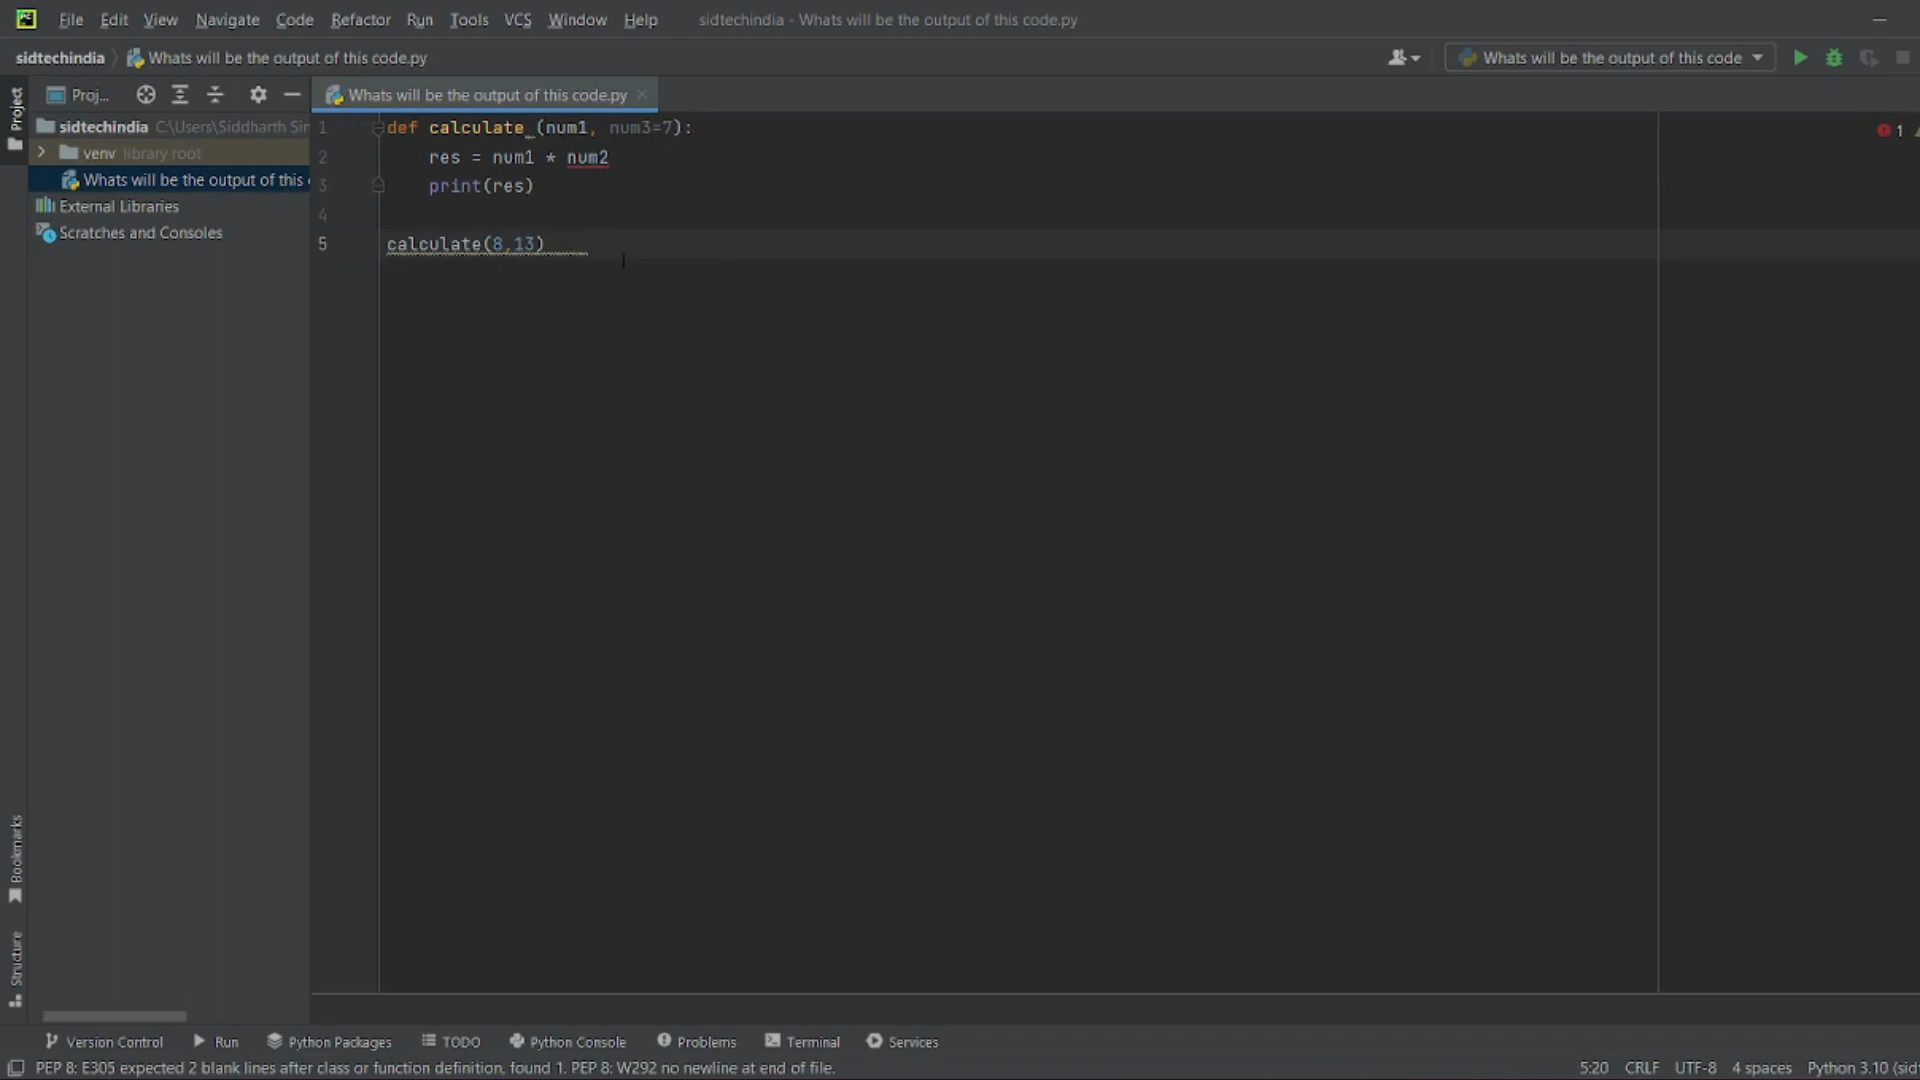 File Edit View Navigate Code Refactor Run Tools VCS Window Help sidtechindia - Whats will be the output of this code.py
sidtechindia Whats will be the output of this code.py Whats will be the output of this code
Project Proj... Whats will be the output of this code.py
sidtechindia C:\Users\Siddharth Sin
venv library root
Whats will be the output of this
External Libraries
Scratches and Consoles
1 def calculate (num1, num3=7): 1
2 res = num1 * num2
3 print(res)
4
5 calculate(8,13)
Bookmarks
Structure
Version Control Run Python Packages TODO Python Console Problems Terminal Services
PEP 8: E305 expected 2 blank lines after class or function definition, found 1. PEP 8: W292 no newline at end of file. 5:20 CRLF UTF-8 4 spaces Python 3.10 (sid